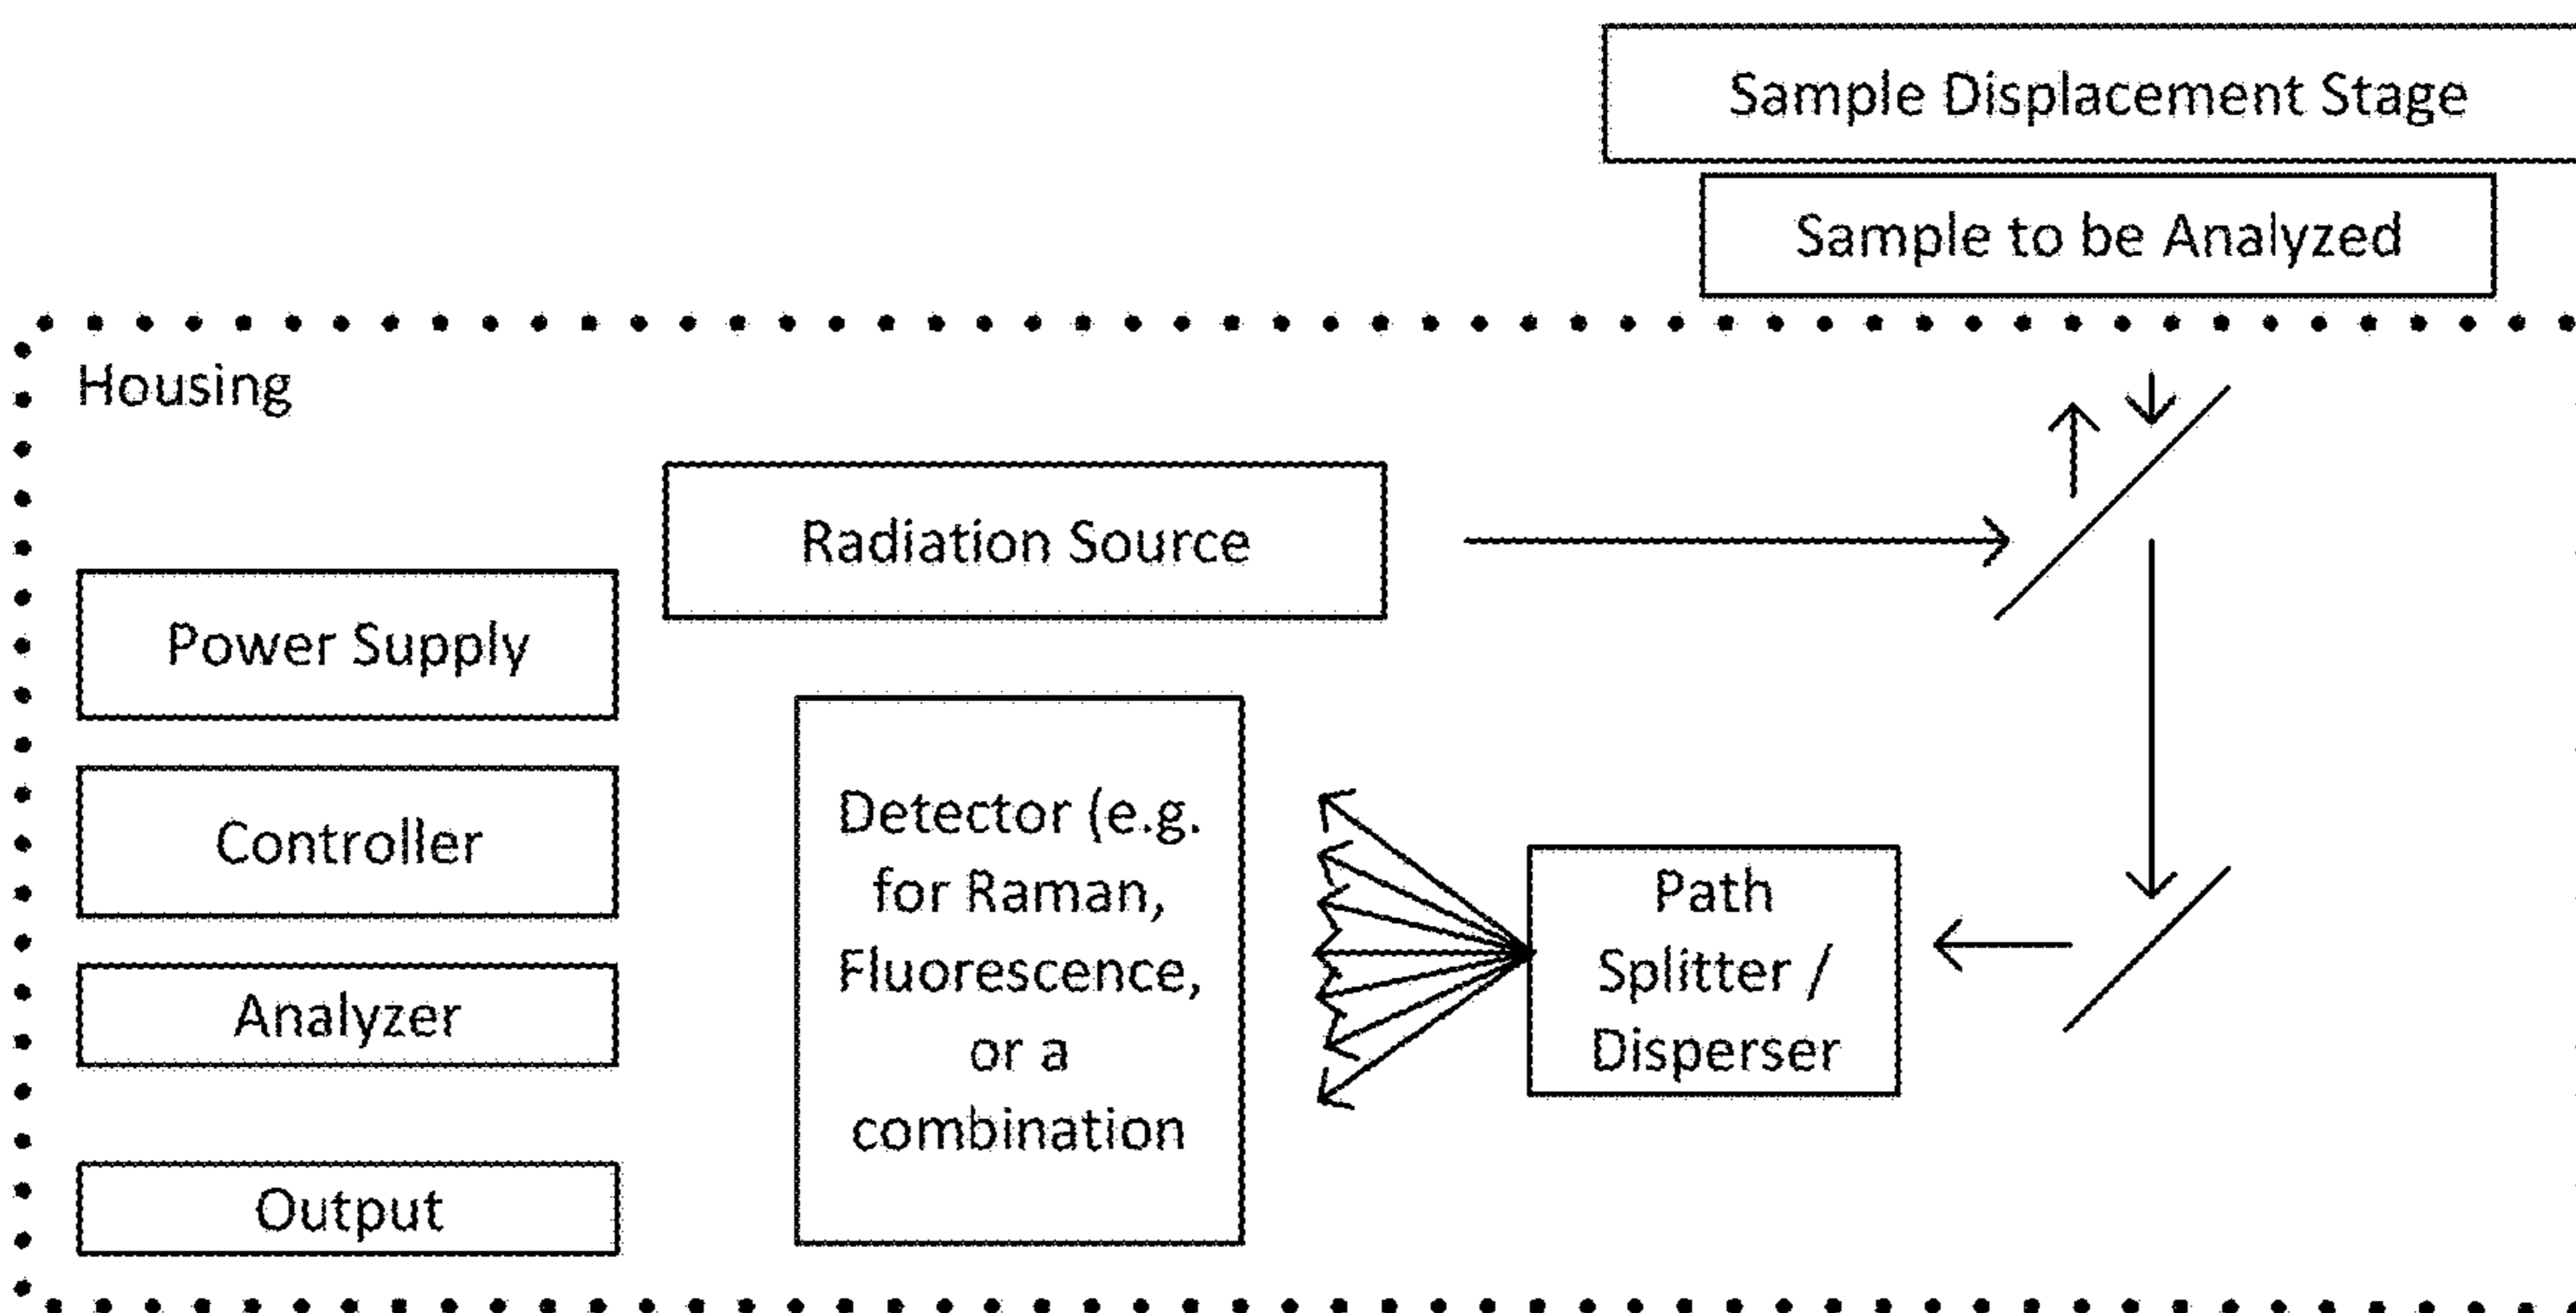 Sample Displacement Stage
Sample to be Analyzed
Housing
Radiation Source
Power Supply
Controller
Analyzer
Output
Detector (e.g.
for Raman,
Fluorescence,
or a
combination
Path
Splitter /
Disperser